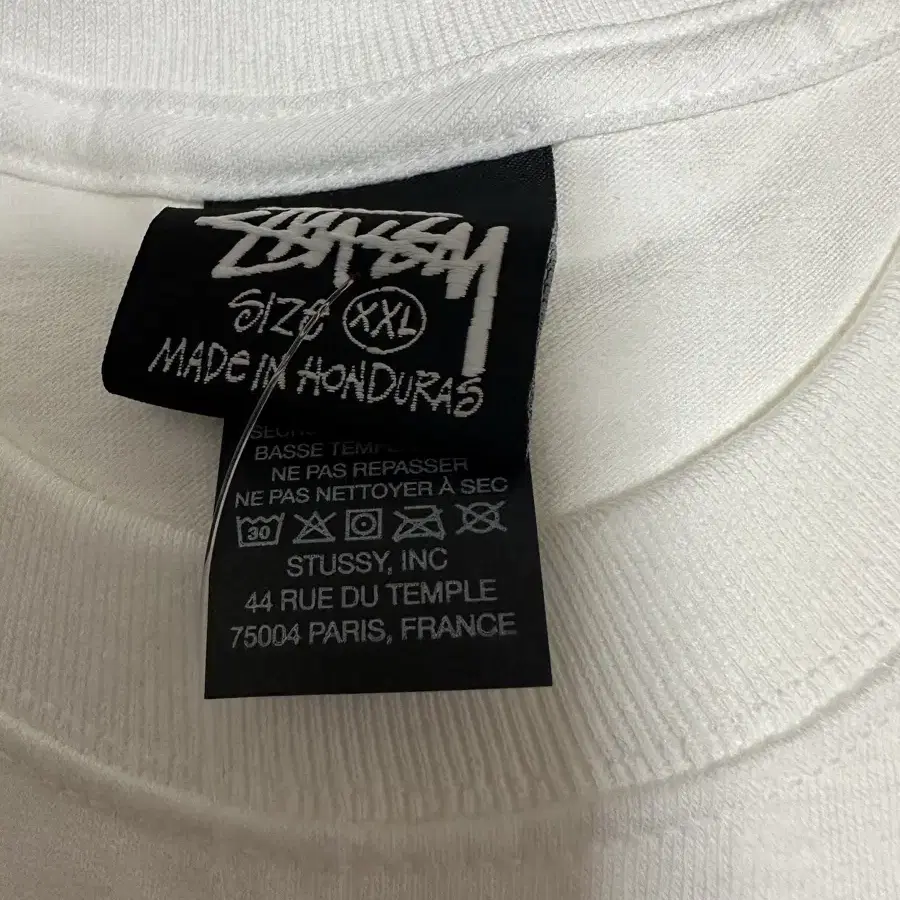 STUSSY
SIZE XXL
MADE IN HONDURAS
BASSE
NE PAS REPASSER
NE PAS NETTOYER À SEC
30
STUSSY, INC
44 RUE DU TEMPLE
75004 PARIS, FRANCE